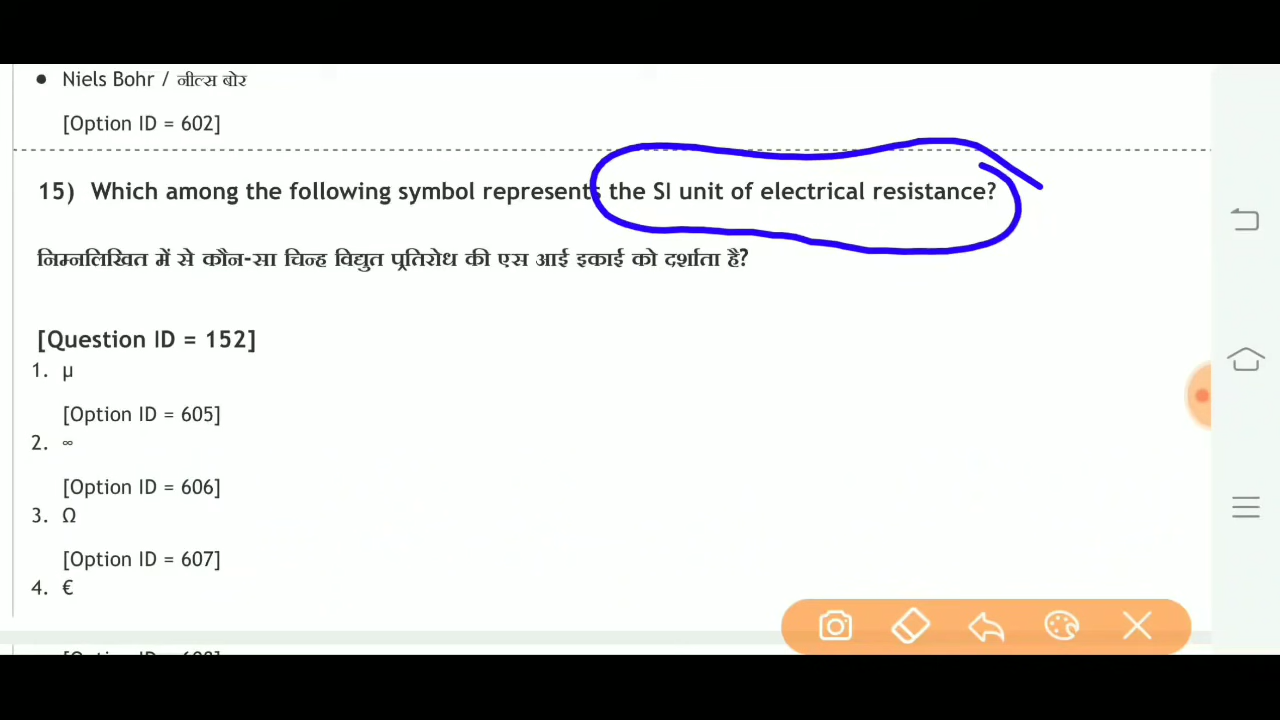 • Niels Bohr / नील्स बोर
[Option ID = 602]
15) Which among the following symbol represents the SI unit of electrical resistance?
निम्नलिखित में से कौन-सा चिन्ह विद्युत प्रतिरोध की एस आई इकाई को दर्शाता है?
[Question ID = 152]
1. μ
[Option ID = 605]
2. ∞
[Option ID = 606]
3. Ω
[Option ID = 607]
4. €